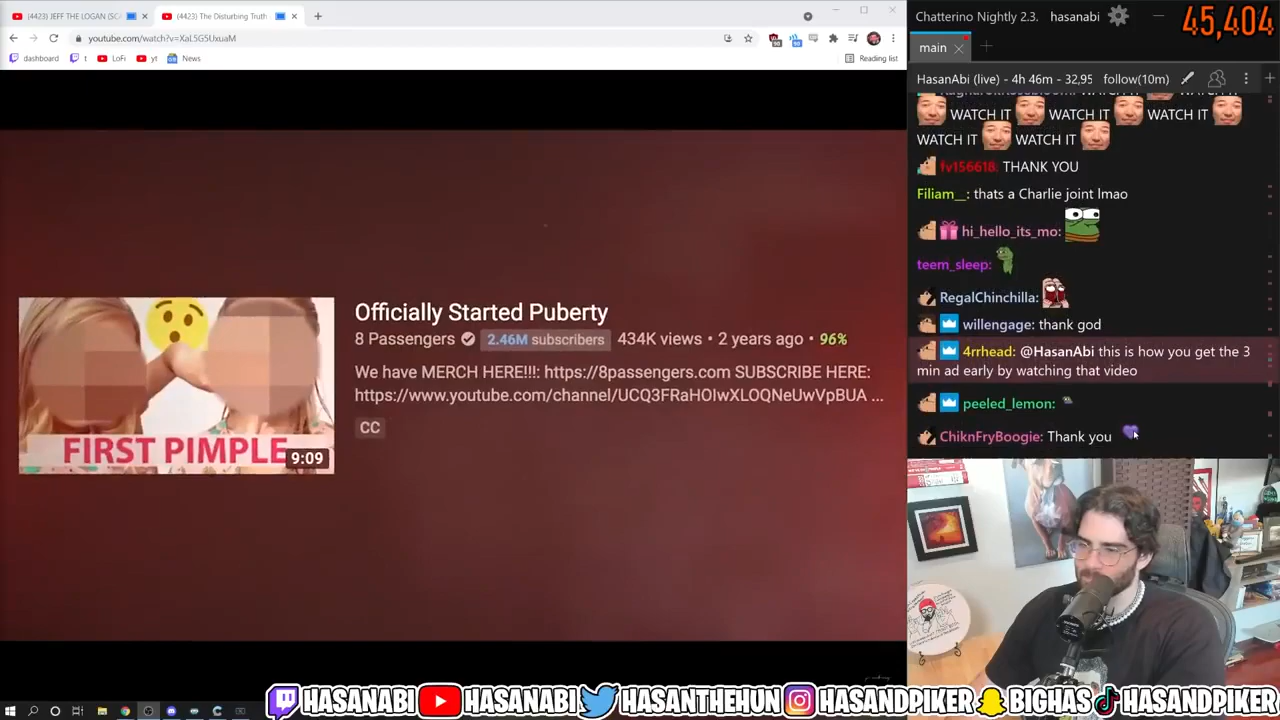 (4423) JEFF THE LOGAN (SCA
(4423) The Disturbing Truth
youtube.com/watch?v=XaL5G5UxuaM
dashboard
t
LoFi
yt
News
Reading list
Officially Started Puberty
8 Passengers 2.46M subscribers 434K views • 2 years ago • 96%
We have MERCH HERE!!!: https://8passengers.com SUBSCRIBE HERE:
https://www.youtube.com/channel/UCQ3FRaHOlwXLOQNeUwVpBUA ...
CC
FIRST PIMPLE
9:09
Chatterino Nightly 2.3. hasanabi
45,404
main
HasanAbi (live) - 4h 46m - 32,95 follow(10m)
WATCH IT WATCH IT WATCH IT
WATCH IT WATCH IT
fv156618: THANK YOU
Filiam__: thats a Charlie joint lmao
hi_hello_its_mo:
teem_sleep:
RegalChinchilla:
willengage: thank god
4rrhead: @HasanAbi this is how you get the 3
min ad early by watching that video
peeled_lemon:
ChiknFryBoogie: Thank you
HASANABI HASANABI HASANTHEHUN HASANDPIKER BIGHAS HASANDPIKER